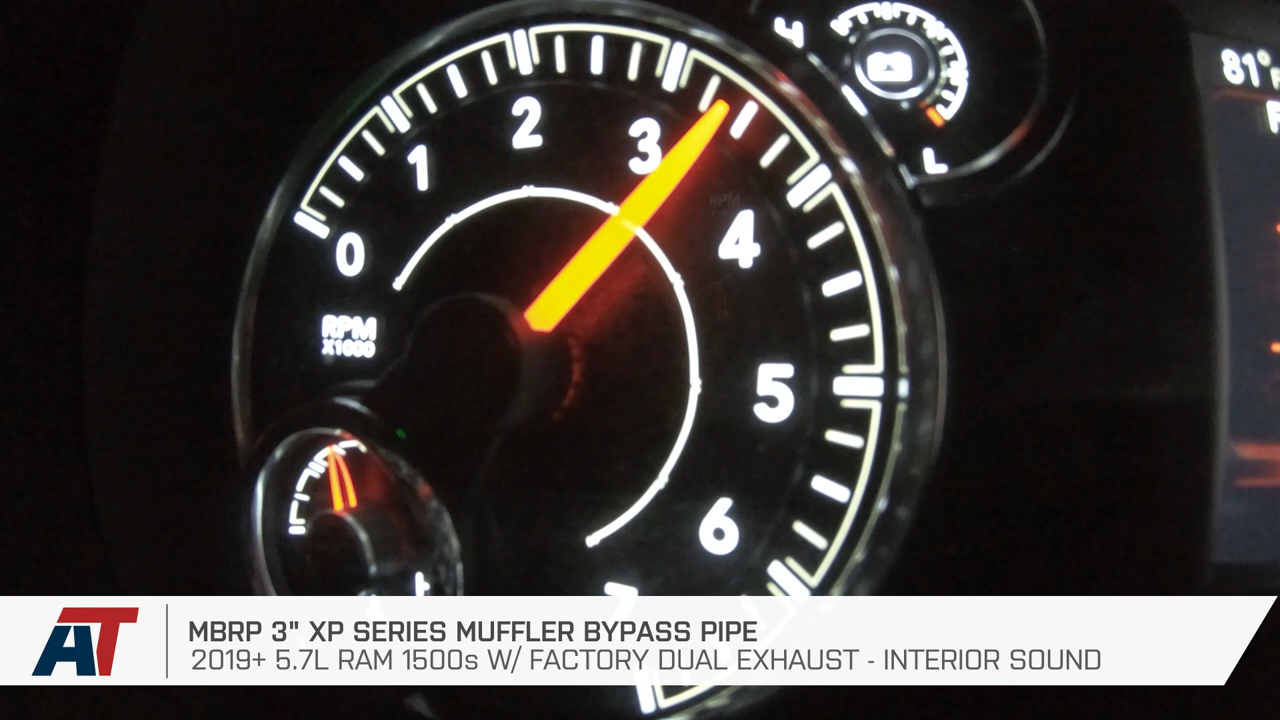 81°F
F
H
L
0
1
2
3
4
5
6
7
RPM
X1000
AT
MBRP 3" XP SERIES MUFFLER BYPASS PIPE
2019+ 5.7L RAM 1500s W/ FACTORY DUAL EXHAUST - INTERIOR SOUND